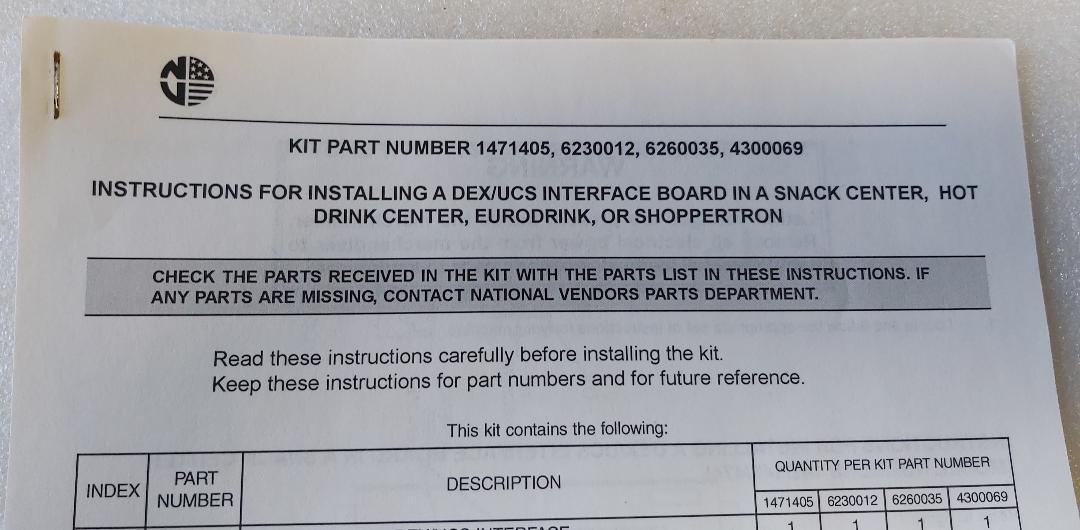 KIT PART NUMBER 1471405, 6230012, 6260035, 4300069
INSTRUCTIONS FOR INSTALLING A DEX/UCS INTERFACE BOARD IN A SNACK CENTER, HOT
DRINK CENTER, EURODRINK, OR SHOPPERTRON
CHECK THE PARTS RECEIVED IN THE KIT WITH THE PARTS LIST IN THESE INSTRUCTIONS. IF
ANY PARTS ARE MISSING, CONTACT NATIONAL VENDORS PARTS DEPARTMENT.
Read these instructions carefully before installing the kit.
Keep these instructions for part numbers and for future reference.
This kit contains the following:
INDEX
PART
NUMBER
DESCRIPTION
QUANTITY PER KIT PART NUMBER
1471405 6230012 6260035 4300069
INTERFACE
1 1 1 1